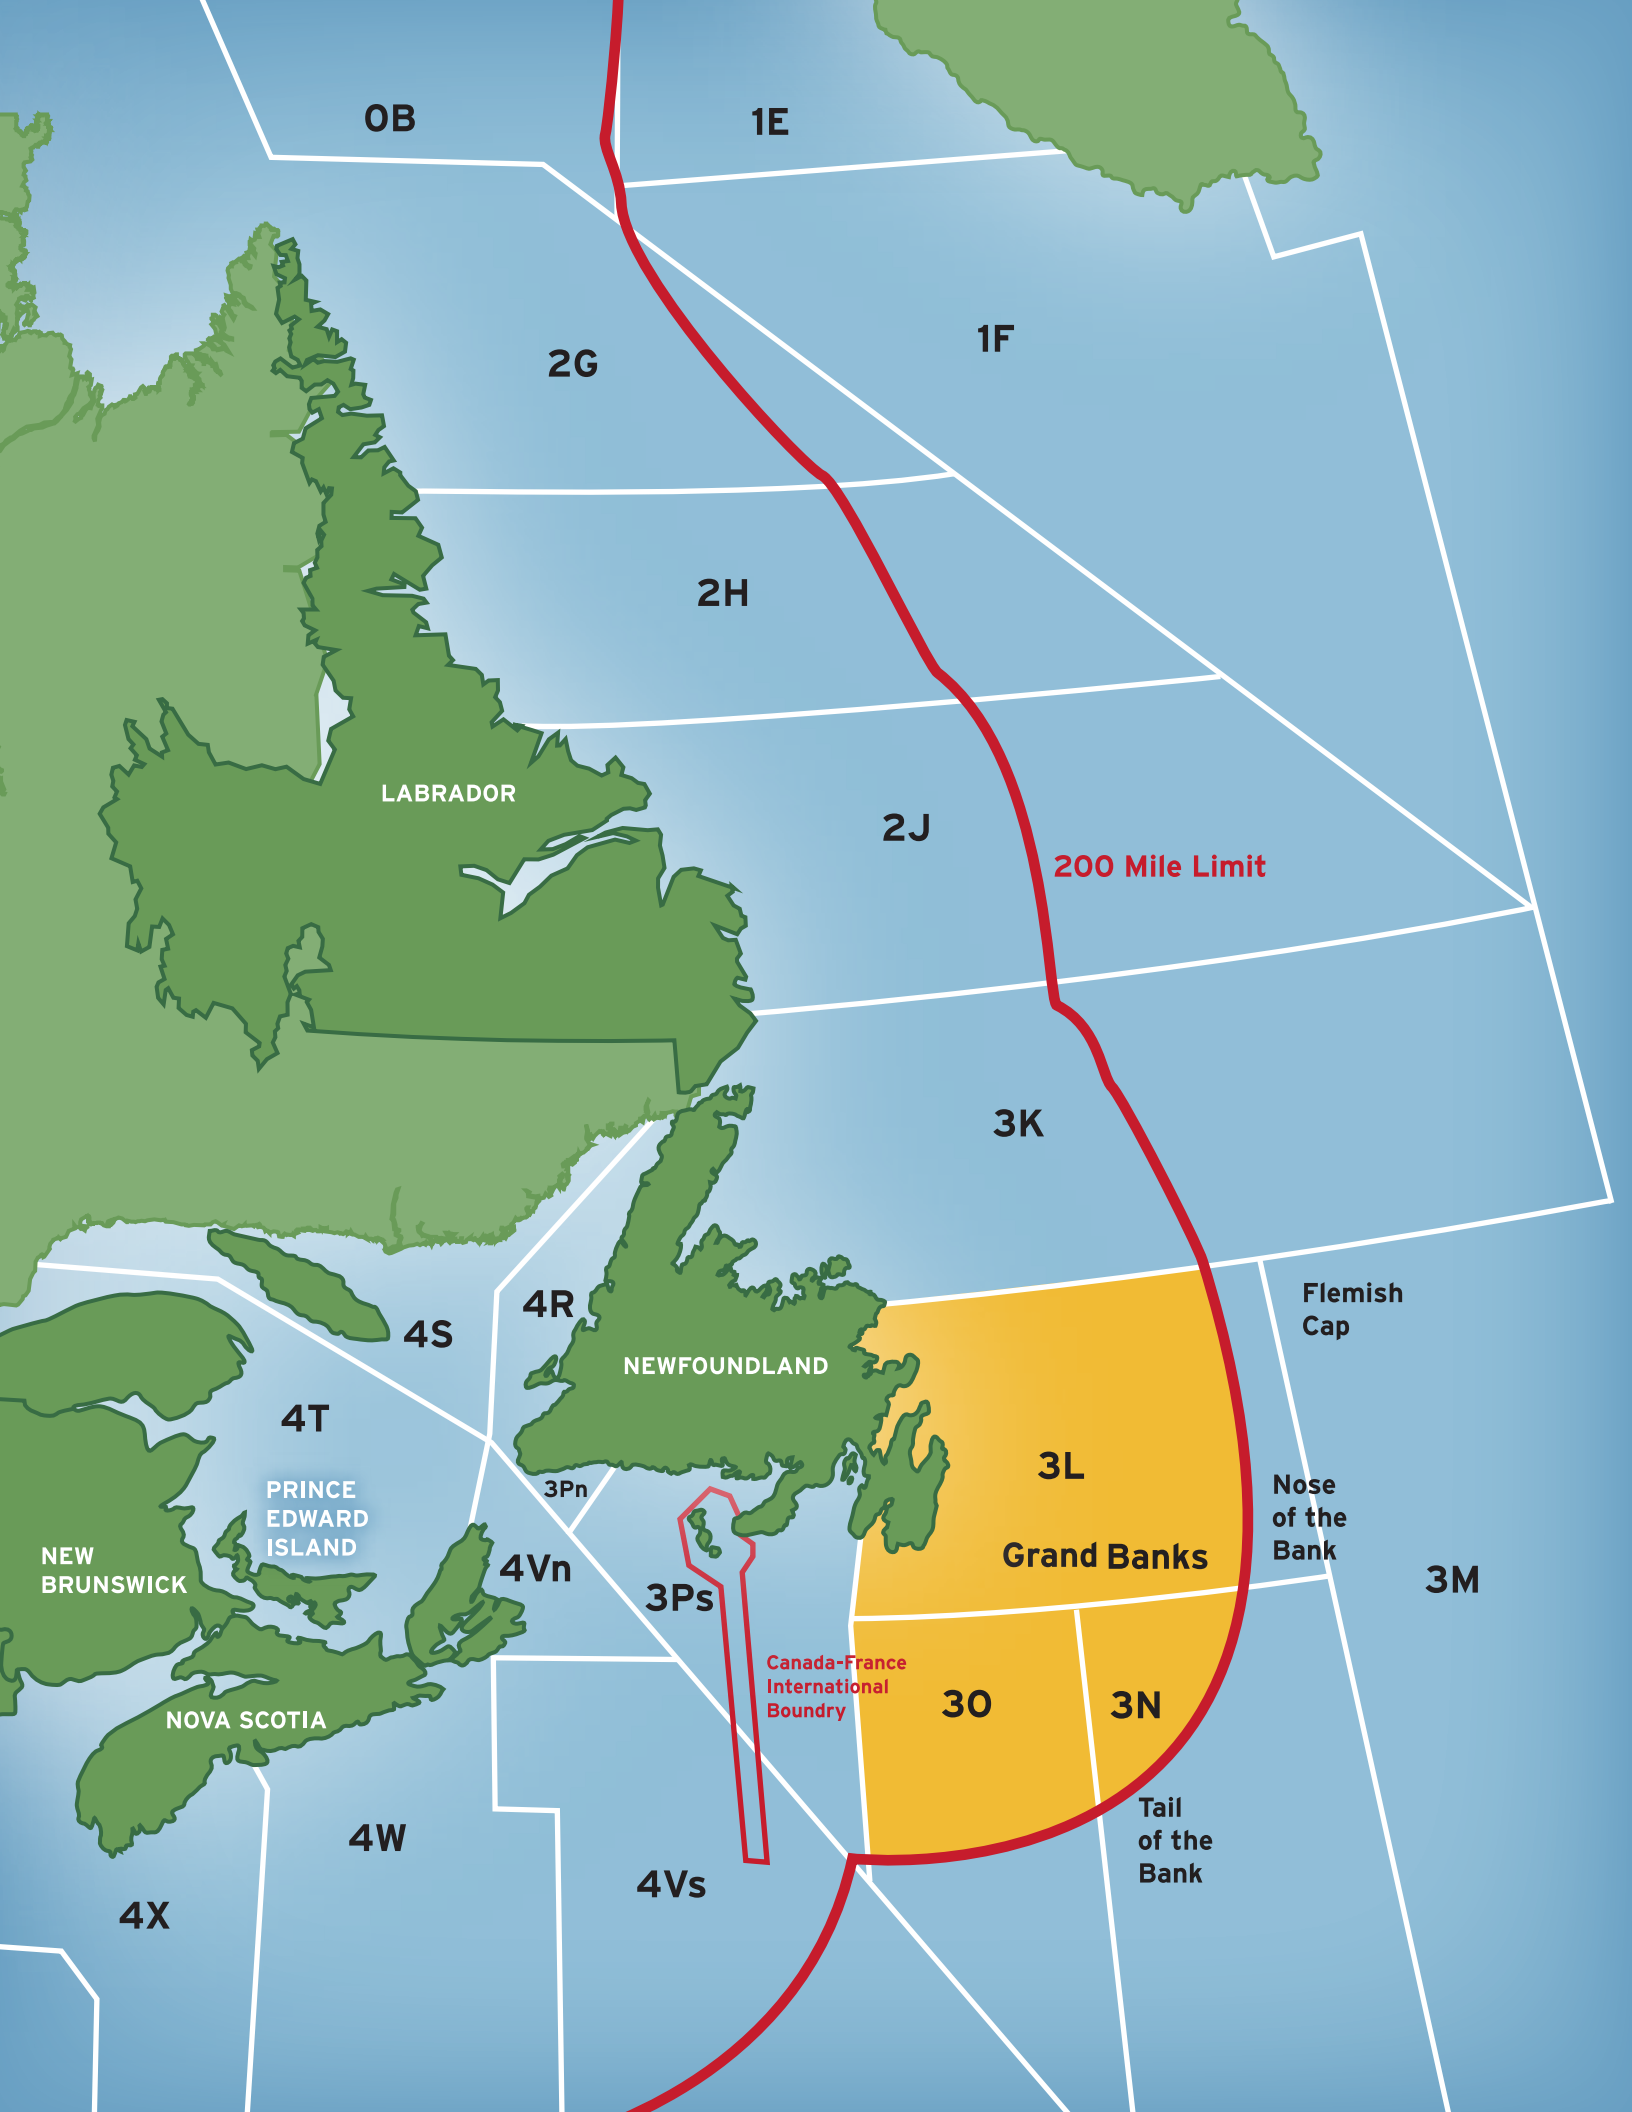 0B
1E
1F
2G
2H
LABRADOR
2J
200 Mile Limit
3K
Flemish
Cap
4R
4S
NEWFOUNDLAND
4T
3L
PRINCE
EDWARD
ISLAND
3Pn
Nose
of the
Bank
NEW
BRUNSWICK
4Vn
Grand Banks
3M
3Ps
Canada-France
International
Boundry
3O
3N
NOVA SCOTIA
Tail
of the
Bank
4W
4Vs
4X